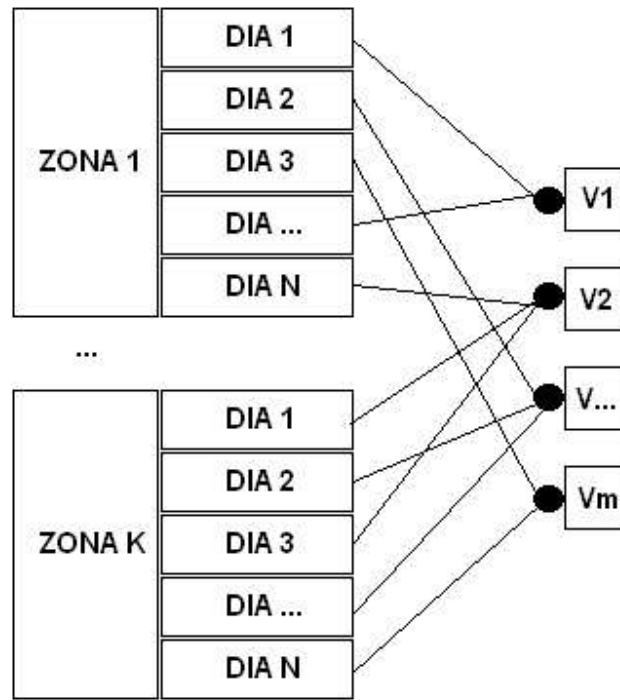 ZONA 1
DIA 1
DIA 2
DIA 3
DIA ...
DIA N
...
ZONA K
DIA 1
DIA 2
DIA 3
DIA ...
DIA N
V1
V2
V...
Vm